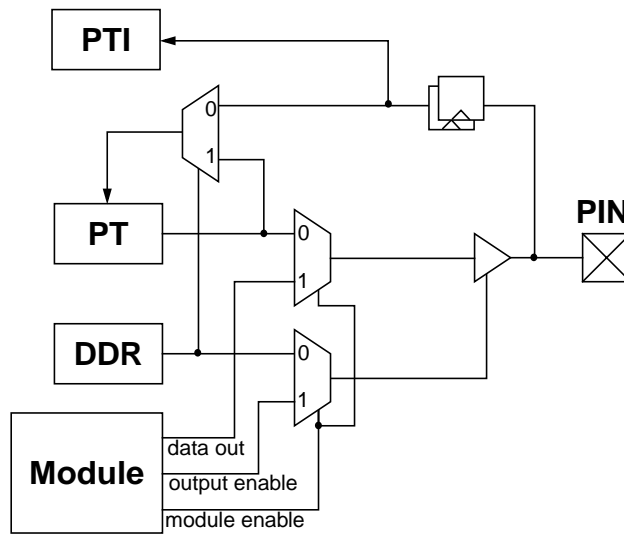 PTI
0
1
PT
0
PIN
1
DDR
0
1
Module
data out
output enable
module enable